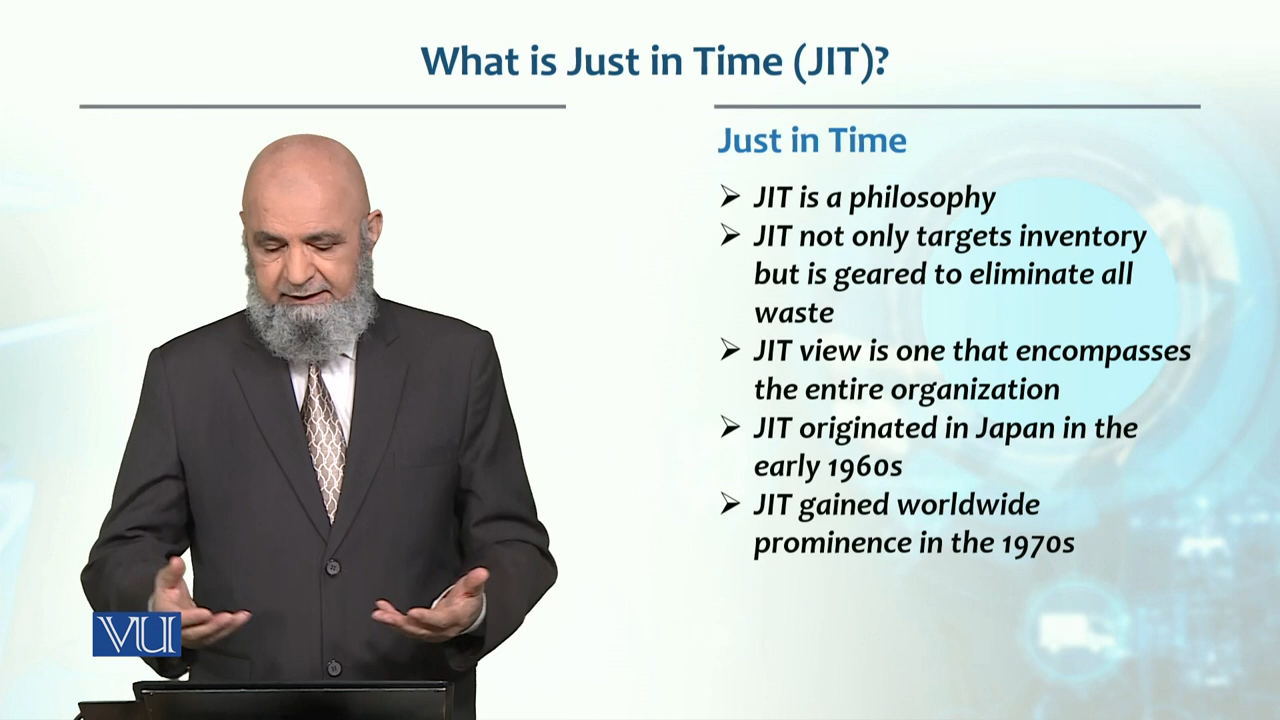 What is Just in Time (JIT)?
Just in Time
➢ JIT is a philosophy
➢ JIT not only targets inventory
but is geared to eliminate all
waste
➢ JIT view is one that encompasses
the entire organization
➢ JIT originated in Japan in the
early 1960s
➢ JIT gained worldwide
prominence in the 1970s
VU